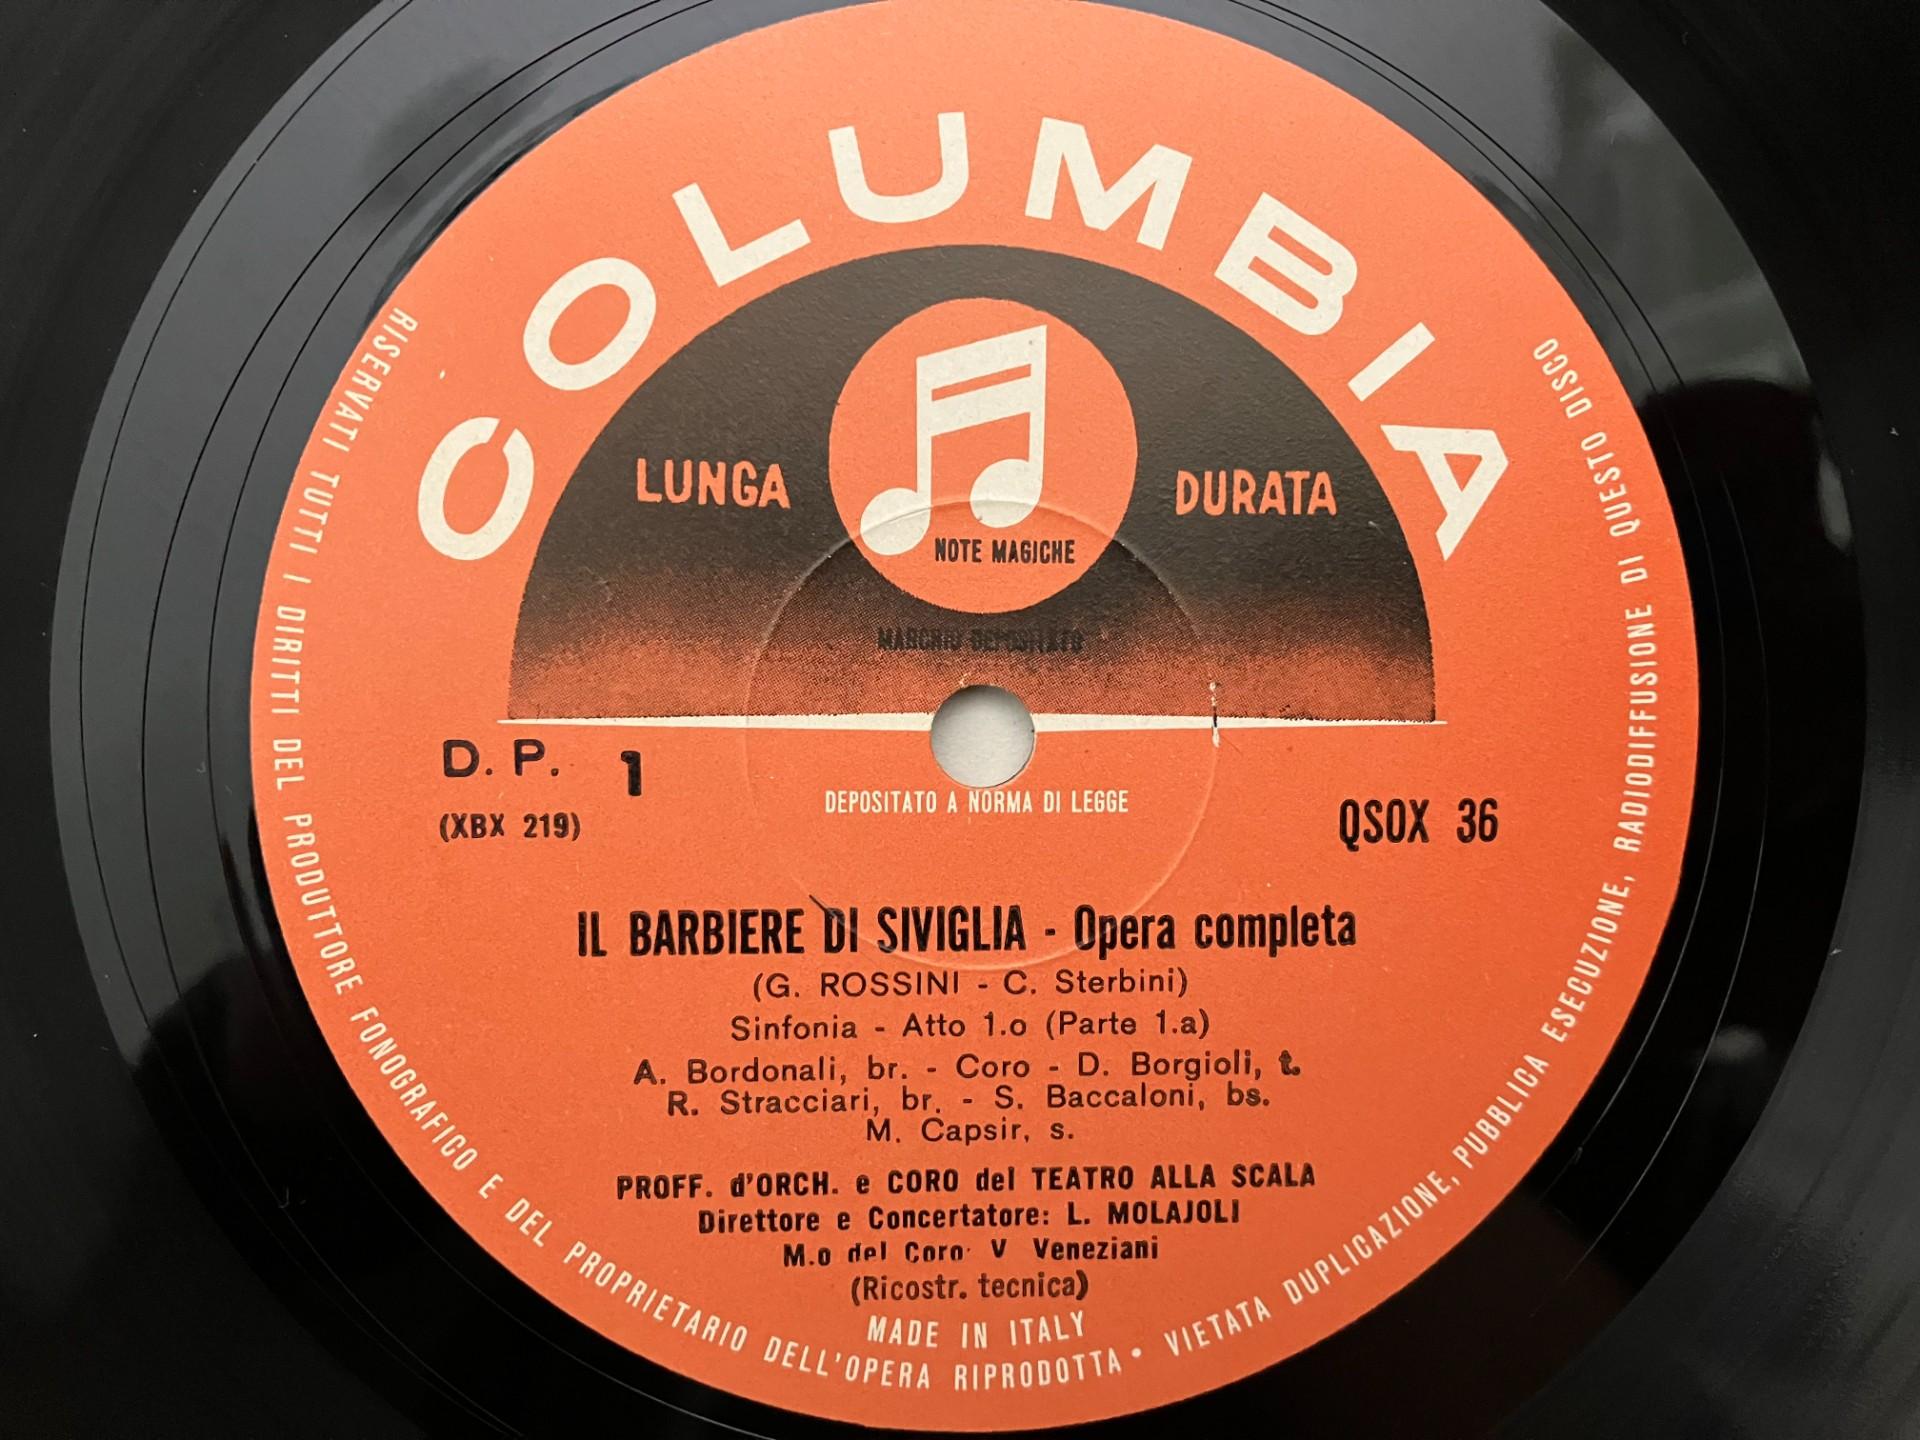 COLUMBIA
LUNGA DURATA
NOTE MAGICHE
MARCHIO DEPOSITATO
D. P. 1
(XBX 219)
DEPOSITATO A NORMA DI LEGGE
QSOX 36
IL BARBIERE DI SIVIGLIA - Opera completa
(G. ROSSINI - C. Sterbini)
Sinfonia - Atto 1.o (Parte 1.a)
A. Bordonali, br. - Coro - D. Borgioli, t.
R. Stracciari, br. - S. Baccaloni, bs.
M. Capsir, s.
PROFF. d'ORCH. e CORO del TEATRO ALLA SCALA
Direttore e Concertatore: L. MOLAJOLI
M.o del Coro: V Veneziani
(Ricostr. tecnica)
MADE IN ITALY
RISERVATI TUTTI I DIRITTI DEL PRODUTTORE FONOGRAFICO E DEL PROPRIETARIO DELL'OPERA RIPRODOTTA • VIETATA DUPLICAZIONE, PUBBLICA ESECUZIONE, RADIODIFFUSIONE DI QUESTO DISCO